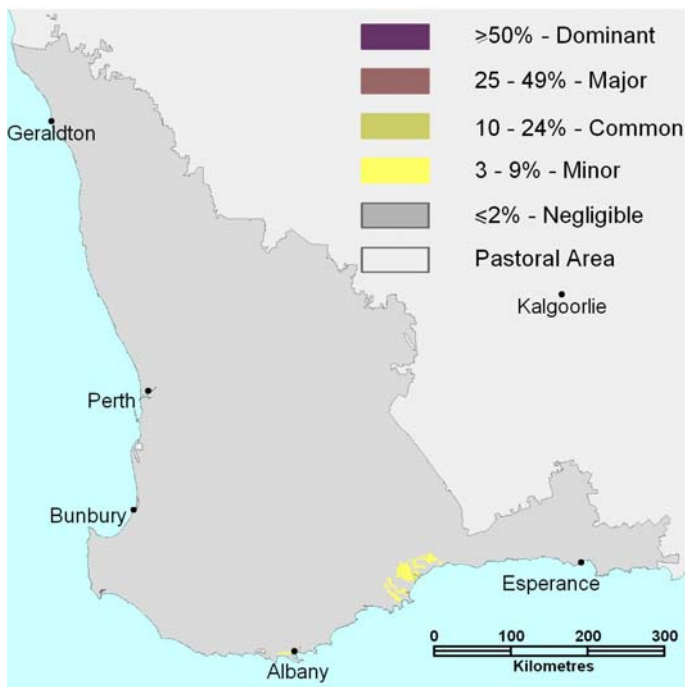 ≥50% - Dominant
25 - 49% - Major
Geraldton
10 - 24% - Common
3 - 9% - Minor
≤2% - Negligible
Pastoral Area
Kalgoorlie
Perth
Bunbury
Esperance
Albany
0 100 200 300
Kilometres